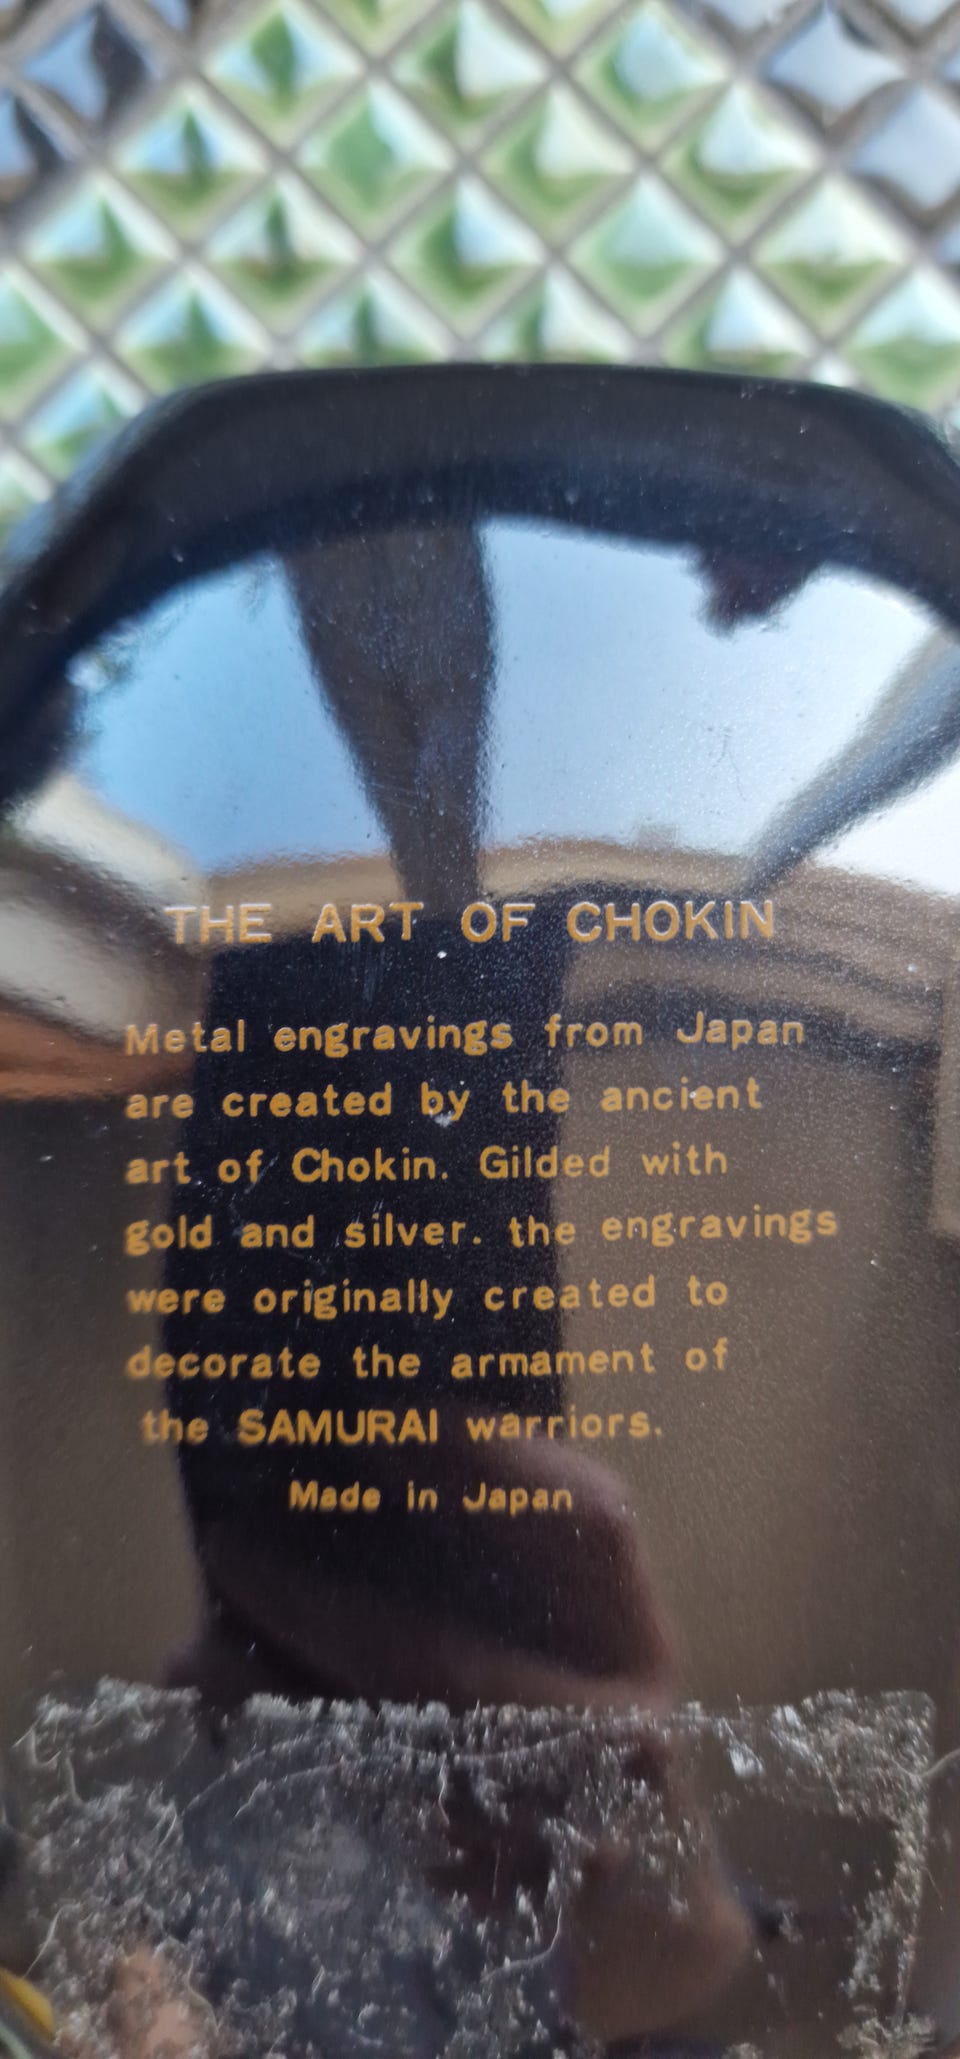 THE ART OF CHOKIN
Metal engravings from Japan
are created by the ancient
art of Chokin. Gilded with
gold and silver. the engravings
were originally created to
decorate the armament of
the SAMURAI warriors.
Made in Japan